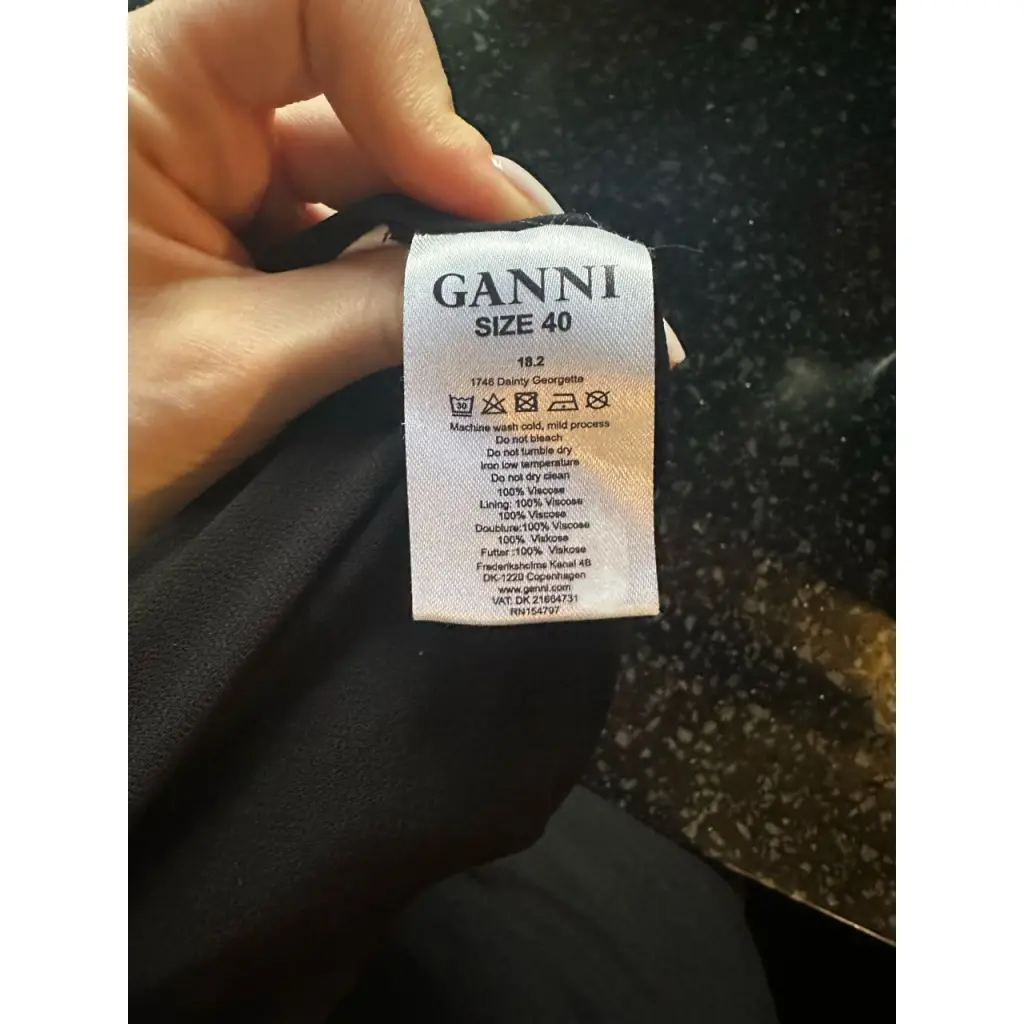 GANNI
SIZE 40
18.2
1746 Dainty Georgette
30
Machine wash cold, mild process
Do not bleach
Do not tumble dry
Iron low temperature
Do not dry clean
100% Viscose
Lining: 100% Viscose
100% Viscose
Doublure:100% Viscose
100% Viskose
Futter :100% Viskose
Frederiksholms Kanal 4B
DK-1220 Copenhagen
www.ganni.com
VAT: DK 21664731
RN154797